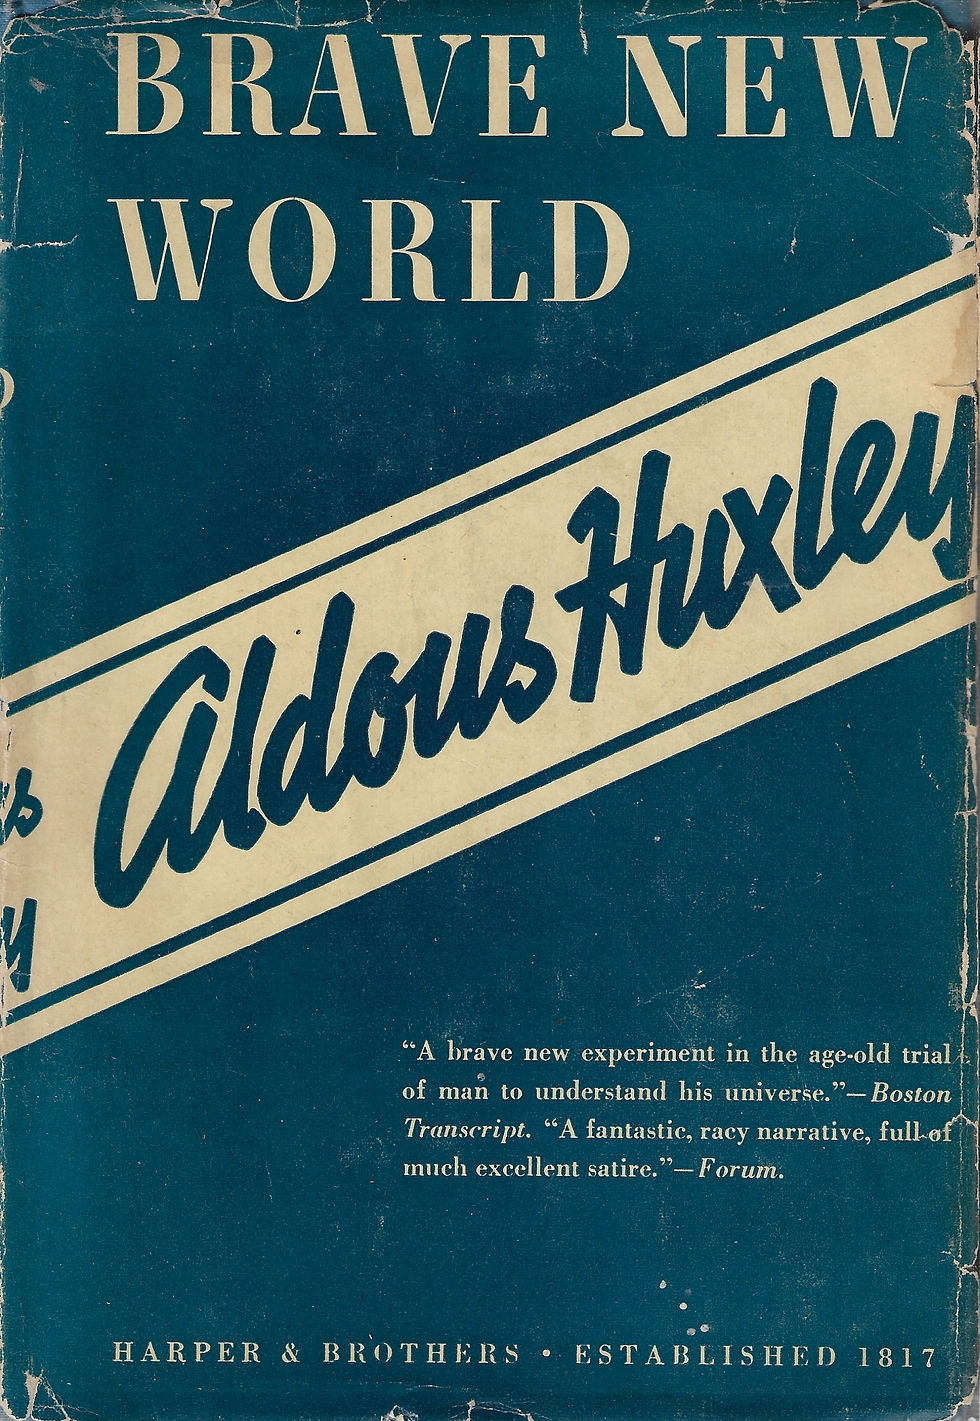 BRAVE NEW
WORLD
Aldous Huxley
“A brave new experiment in the age-old trial
of man to understand his universe.”—Boston
Transcript. “A fantastic, racy narrative, full of
much excellent satire.”—Forum.
HARPER & BROTHERS • ESTABLISHED 1817